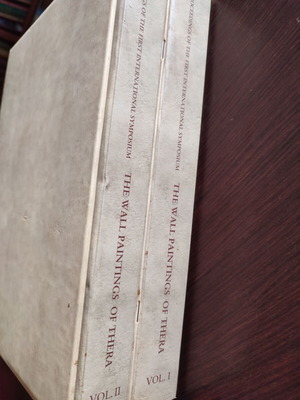 OF THE FIRST INTERNATIONAL SYMPOSIUM
THE WALL PAINTINGS OF THERA
VOL. II
OF THE FIRST INTERNATIONAL SYMPOSIUM
THE WALL PAINTINGS OF THERA
VOL. I